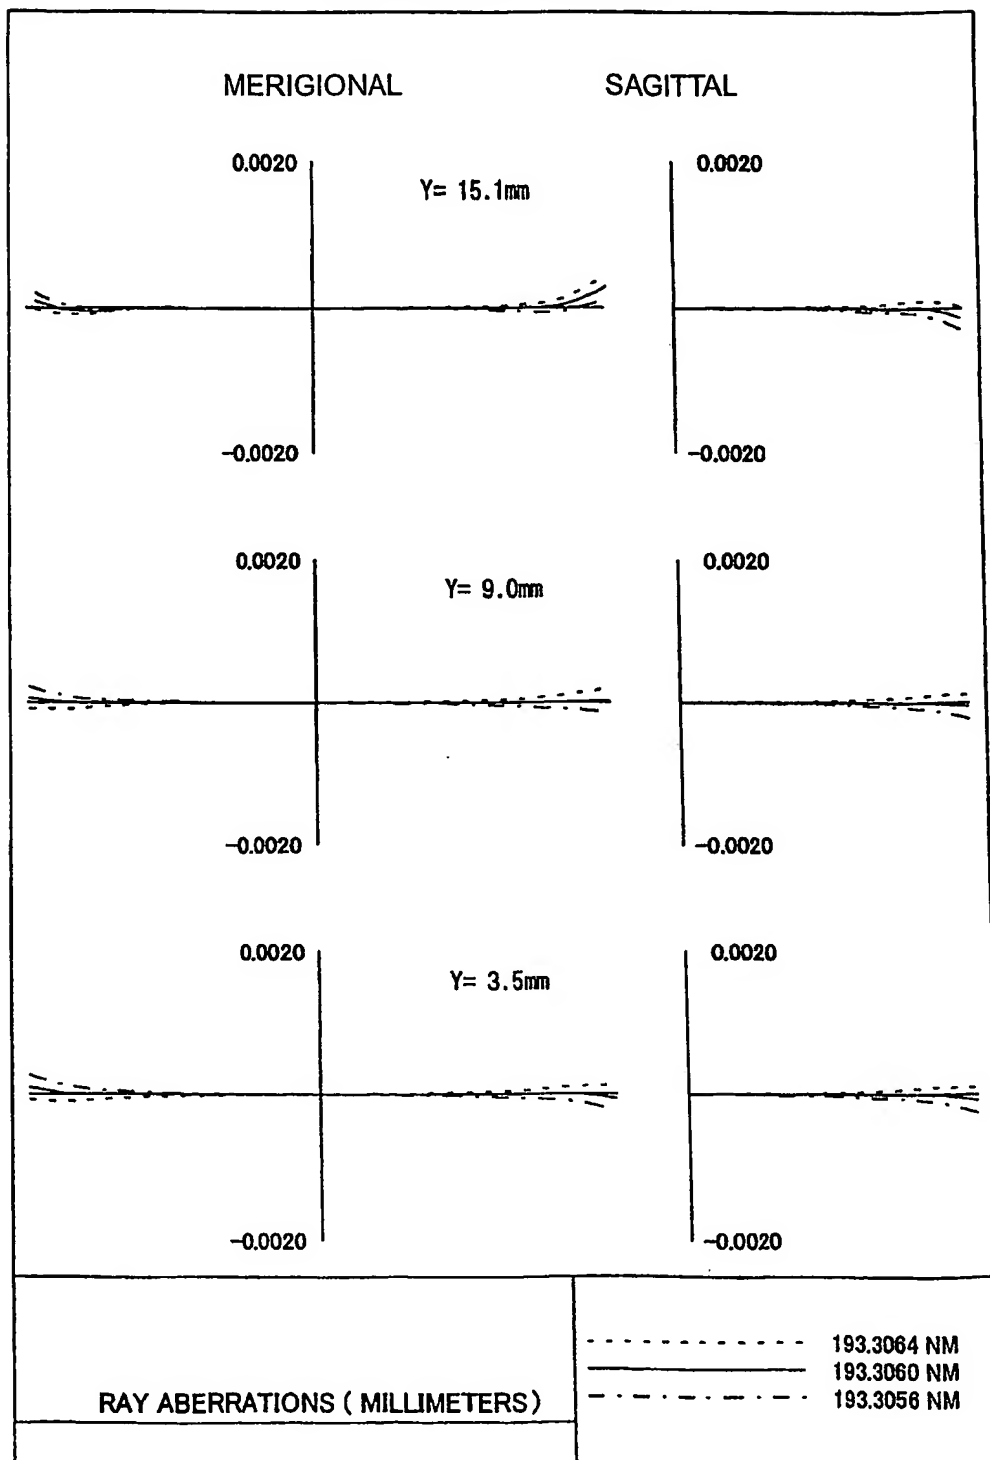 MERIGIONAL SAGITTAL
0.0020 0.0020
Y= 15.1mm
-0.0020 -0.0020
0.0020 0.0020
Y= 9.0mm
-0.0020 -0.0020
0.0020 0.0020
Y= 3.5mm
-0.0020 -0.0020
193.3064 NM
193.3060 NM
193.3056 NM
RAY ABERRATIONS ( MILLIMETERS)